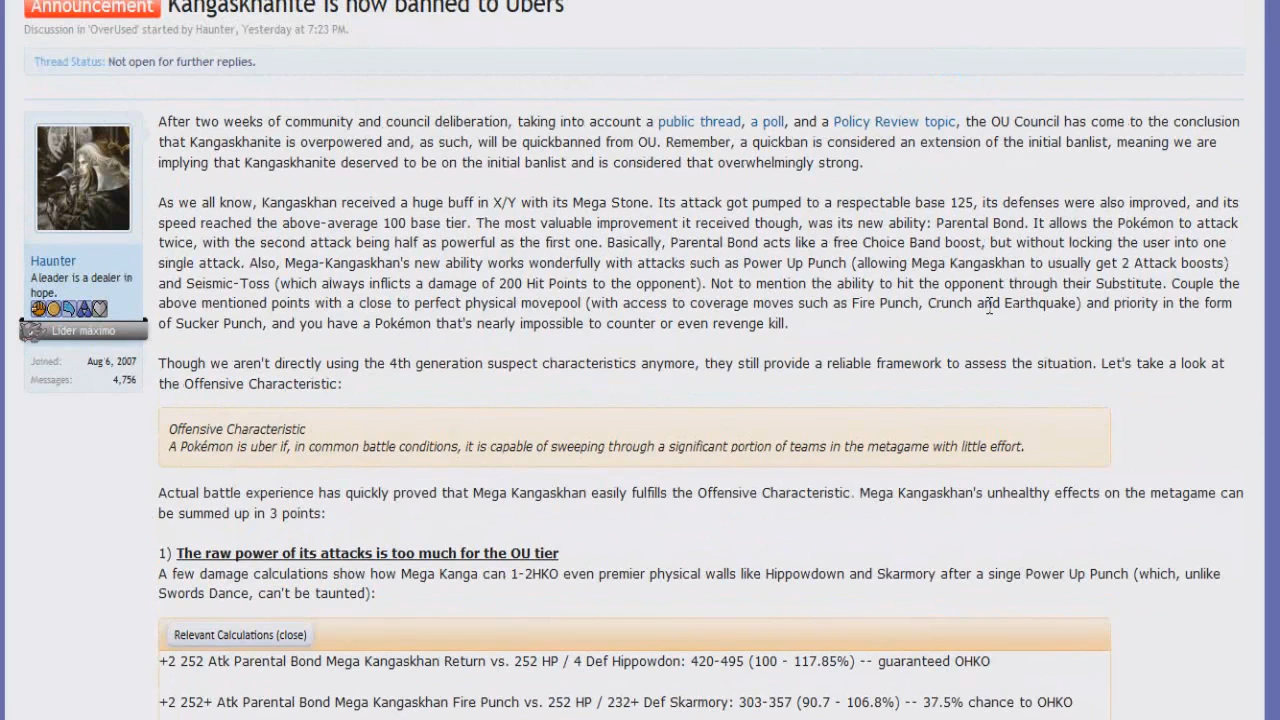 Announcement Kangaskhanite is now banned to Ubers
Discussion in 'OverUsed' started by Haunter, Yesterday at 7:23 PM.
Thread Status: Not open for further replies.
Haunter
A leader is a dealer in
hope.
Líder máximo
Joined: Aug 6, 2007
Messages: 4,756
After two weeks of community and council deliberation, taking into account a public thread, a poll, and a Policy Review topic, the OU Council has come to the conclusion
that Kangaskhanite is overpowered and, as such, will be quickbanned from OU. Remember, a quickban is considered an extension of the initial banlist, meaning we are
implying that Kangaskhanite deserved to be on the initial banlist and is considered that overwhelmingly strong.
As we all know, Kangaskhan received a huge buff in X/Y with its Mega Stone. Its attack got pumped to a respectable base 125, its defenses were also improved, and its
speed reached the above-average 100 base tier. The most valuable improvement it received though, was its new ability: Parental Bond. It allows the Pokémon to attack
twice, with the second attack being half as powerful as the first one. Basically, Parental Bond acts like a free Choice Band boost, but without locking the user into one
single attack. Also, Mega-Kangaskhan's new ability works wonderfully with attacks such as Power Up Punch (allowing Mega Kangaskhan to usually get 2 Attack boosts)
and Seismic-Toss (which always inflicts a damage of 200 Hit Points to the opponent). Not to mention the ability to hit the opponent through their Substitute. Couple the
above mentioned points with a close to perfect physical movepool (with access to coverage moves such as Fire Punch, Crunch and Earthquake) and priority in the form
of Sucker Punch, and you have a Pokémon that's nearly impossible to counter or even revenge kill.
Though we aren't directly using the 4th generation suspect characteristics anymore, they still provide a reliable framework to assess the situation. Let's take a look at
the Offensive Characteristic:
Offensive Characteristic
A Pokémon is uber if, in common battle conditions, it is capable of sweeping through a significant portion of teams in the metagame with little effort.
Actual battle experience has quickly proved that Mega Kangaskhan easily fulfills the Offensive Characteristic. Mega Kangaskhan's unhealthy effects on the metagame can
be summed up in 3 points:
1) The raw power of its attacks is too much for the OU tier
A few damage calculations show how Mega Kanga can 1-2HKO even premier physical walls like Hippowdown and Skarmory after a singe Power Up Punch (which, unlike
Swords Dance, can't be taunted):
Relevant Calculations (close)
+2 252 Atk Parental Bond Mega Kangaskhan Return vs. 252 HP / 4 Def Hippowdon: 420-495 (100 - 117.85%) -- guaranteed OHKO
+2 252+ Atk Parental Bond Mega Kangaskhan Fire Punch vs. 252 HP / 232+ Def Skarmory: 303-357 (90.7 - 106.8%) -- 37.5% chance to OHKO